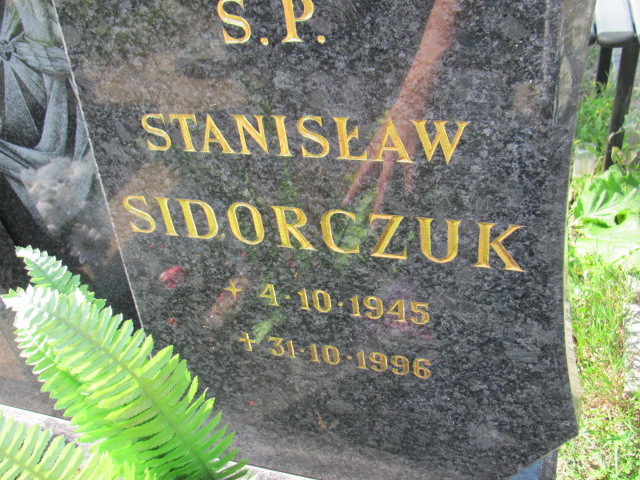 S.P.
STANISŁAW
SIDORCZUK
4·10·1945
31·10·1996